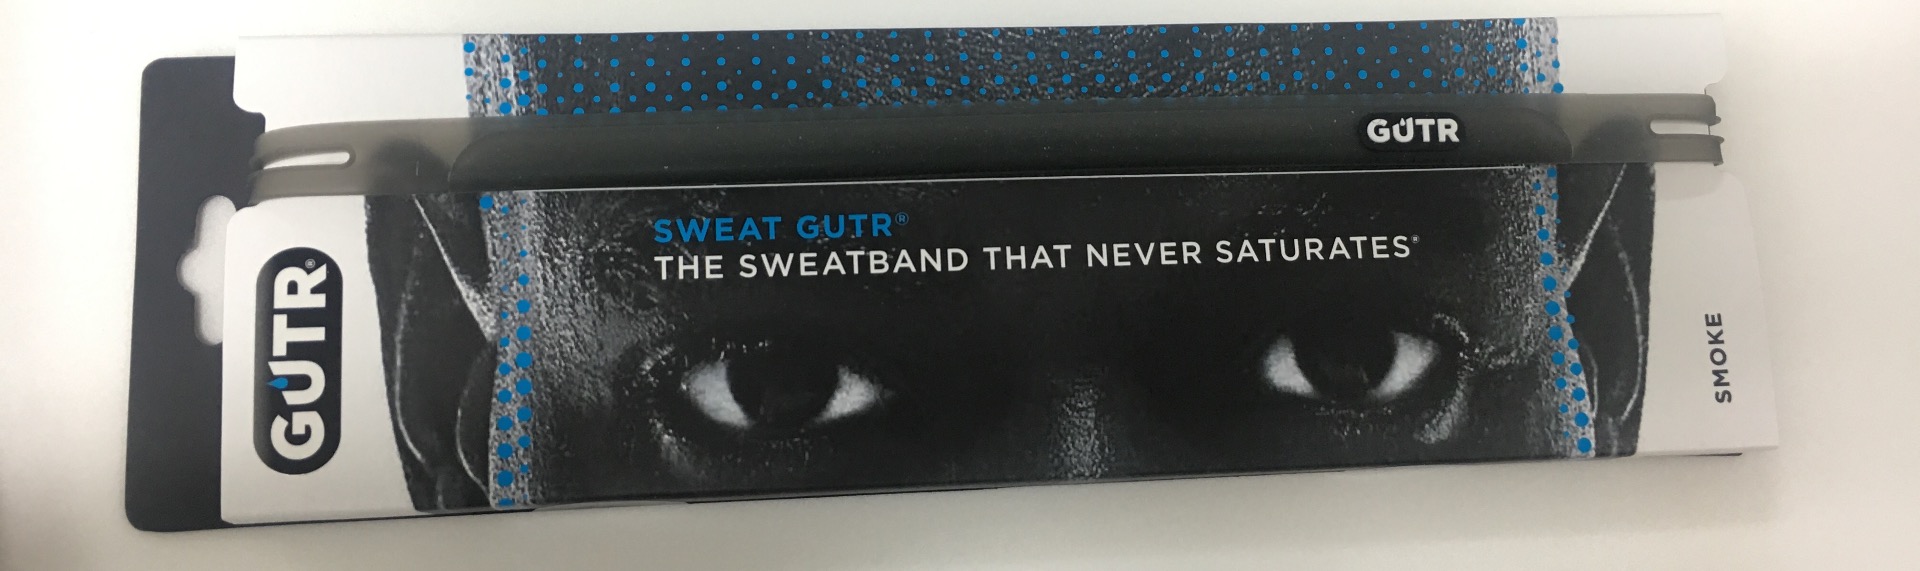 GUTR
SWEAT GUTR®
THE SWEATBAND THAT NEVER SATURATES®
GUTR®
SMOKE